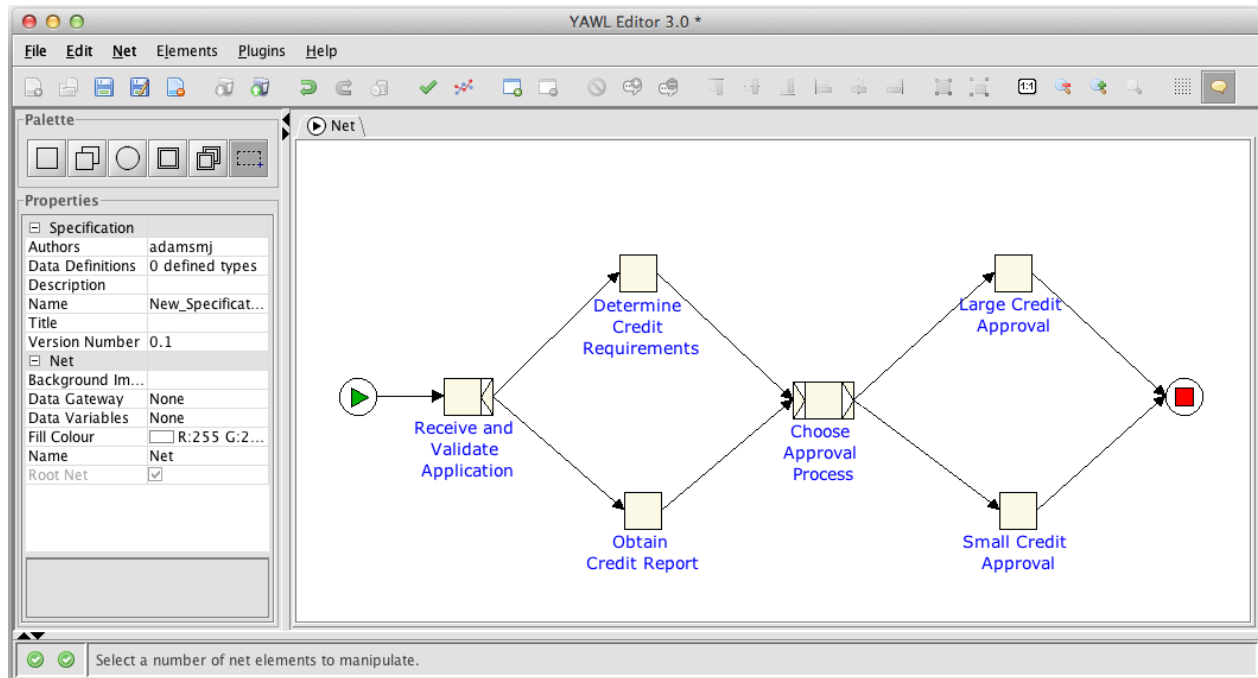 YAWL Editor 3.0 *
File Edit Net Elements Plugins Help
1:1
Palette
Net
Properties
Specification
Authors adamsmj
Data Definitions 0 defined types
Description
Name New_Specificat...
Title
Version Number 0.1
Net
Background Im...
Data Gateway None
Data Variables None
Fill Colour R:255 G:2...
Name Net
Root Net
Determine
Credit
Requirements
Large Credit
Approval
Receive and
Validate
Application
Choose
Approval
Process
Obtain
Credit Report
Small Credit
Approval
Select a number of net elements to manipulate.